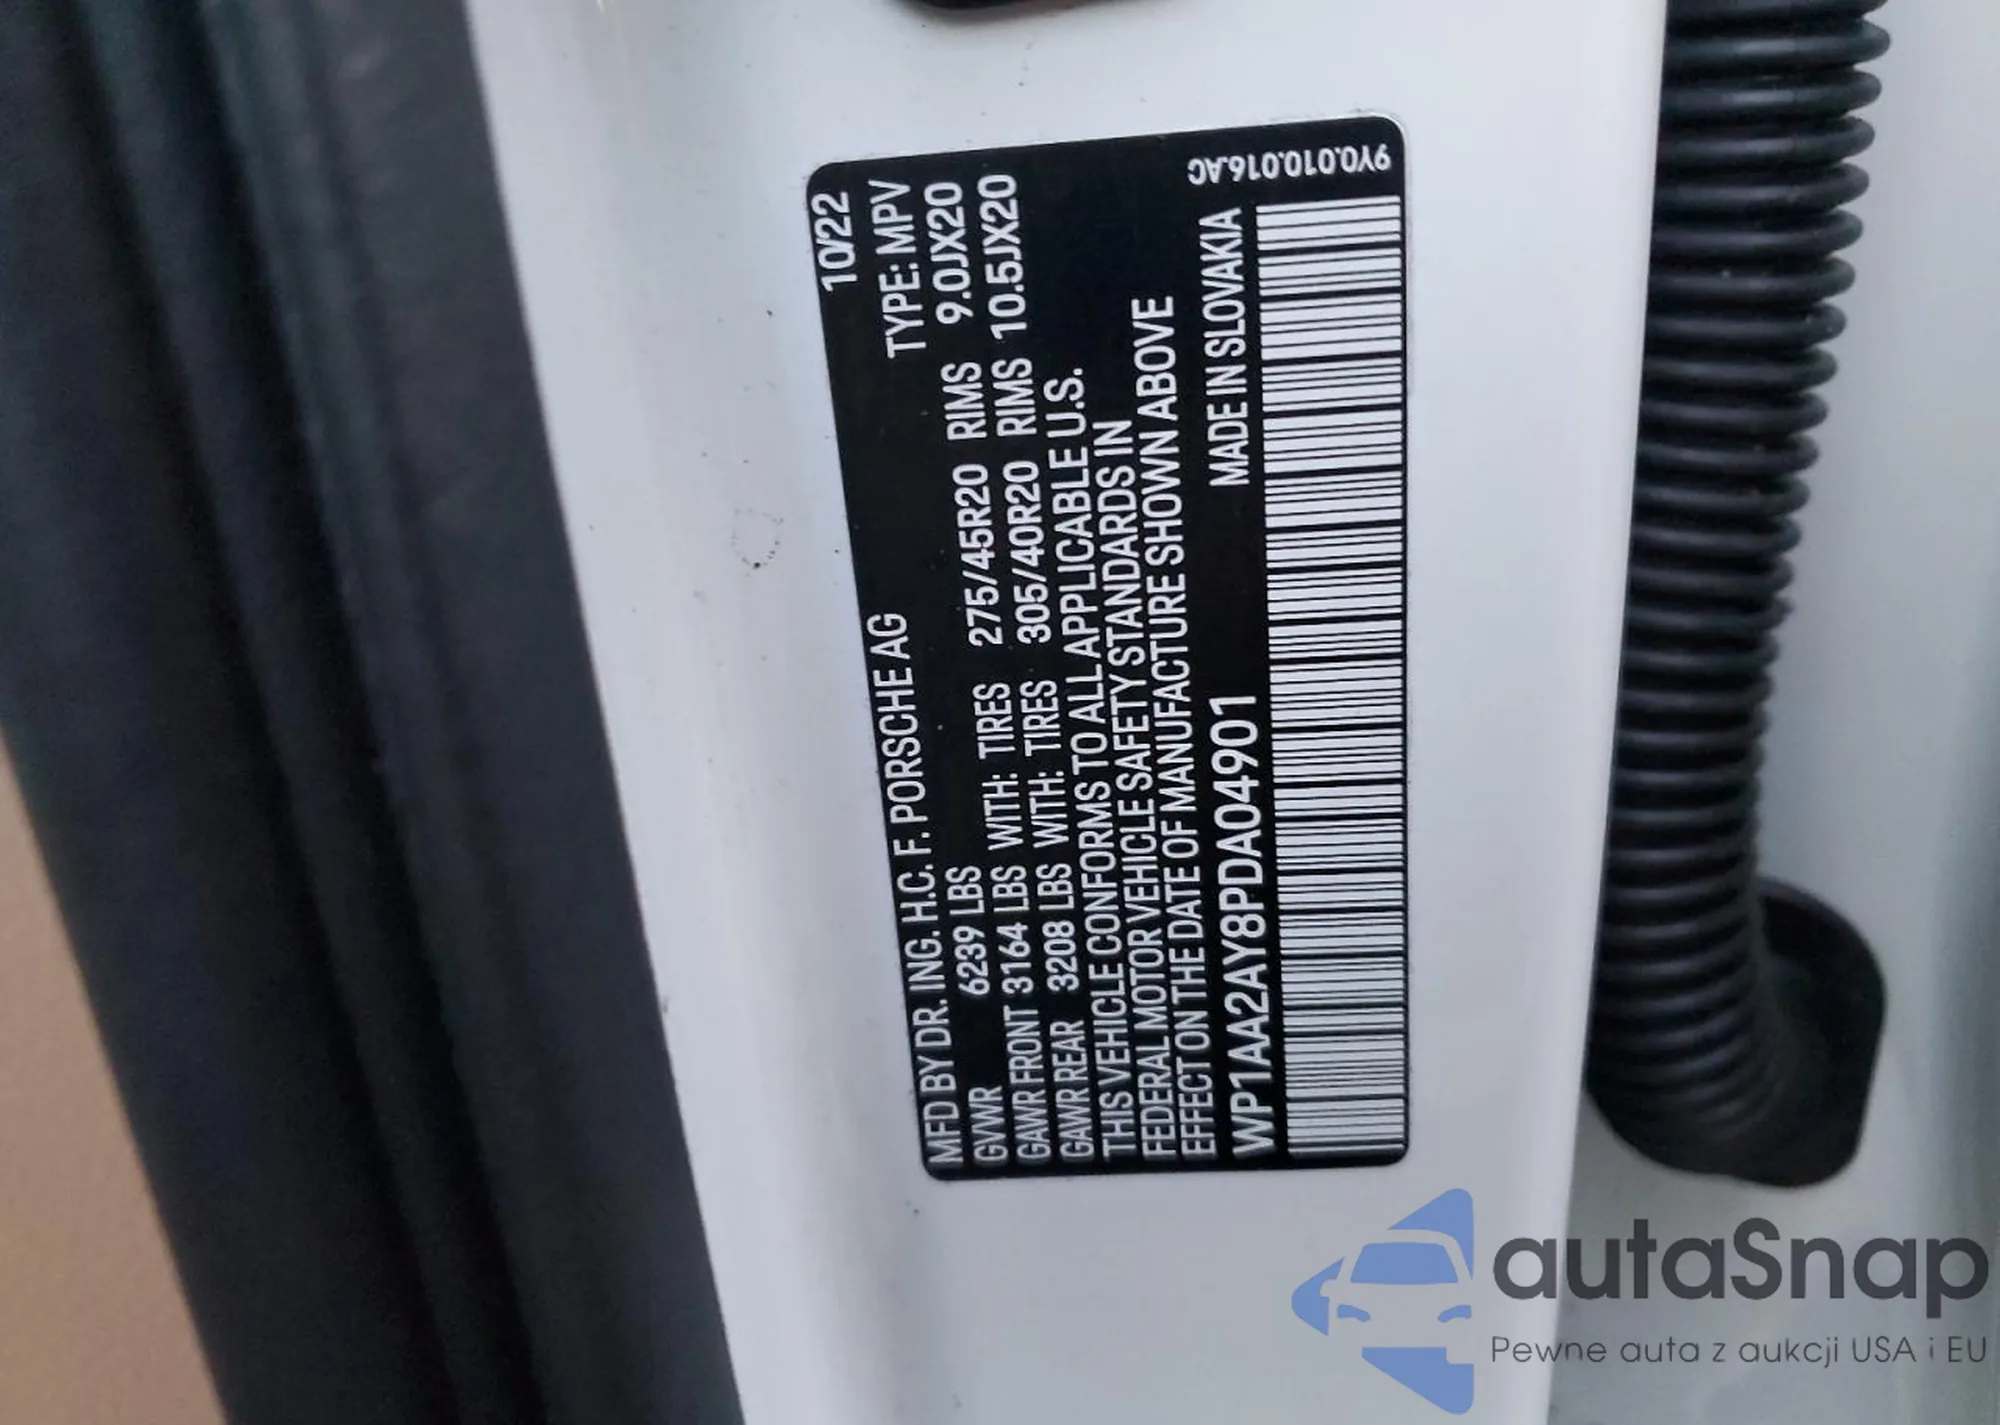 10/22
MFD BY DR. ING. H.C. F. PORSCHE AG TYPE: MPV
GVWR 6239 LBS WITH: TIRES 275/45R20 RIMS 9.0JX20
GAWR FRONT 3164 LBS WITH: TIRES 305/40R20 RIMS 10.5JX20
GAWR REAR 3208 LBS
THIS VEHICLE CONFORMS TO ALL APPLICABLE U.S.
FEDERAL MOTOR VEHICLE SAFETY STANDARDS IN
EFFECT ON THE DATE OF MANUFACTURE SHOWN ABOVE
WP1AA2AY8PDA04901 MADE IN SLOVAKIA
9Y0.010.016.AC
autaSnap
Pewne auta z aukcji USA i EU